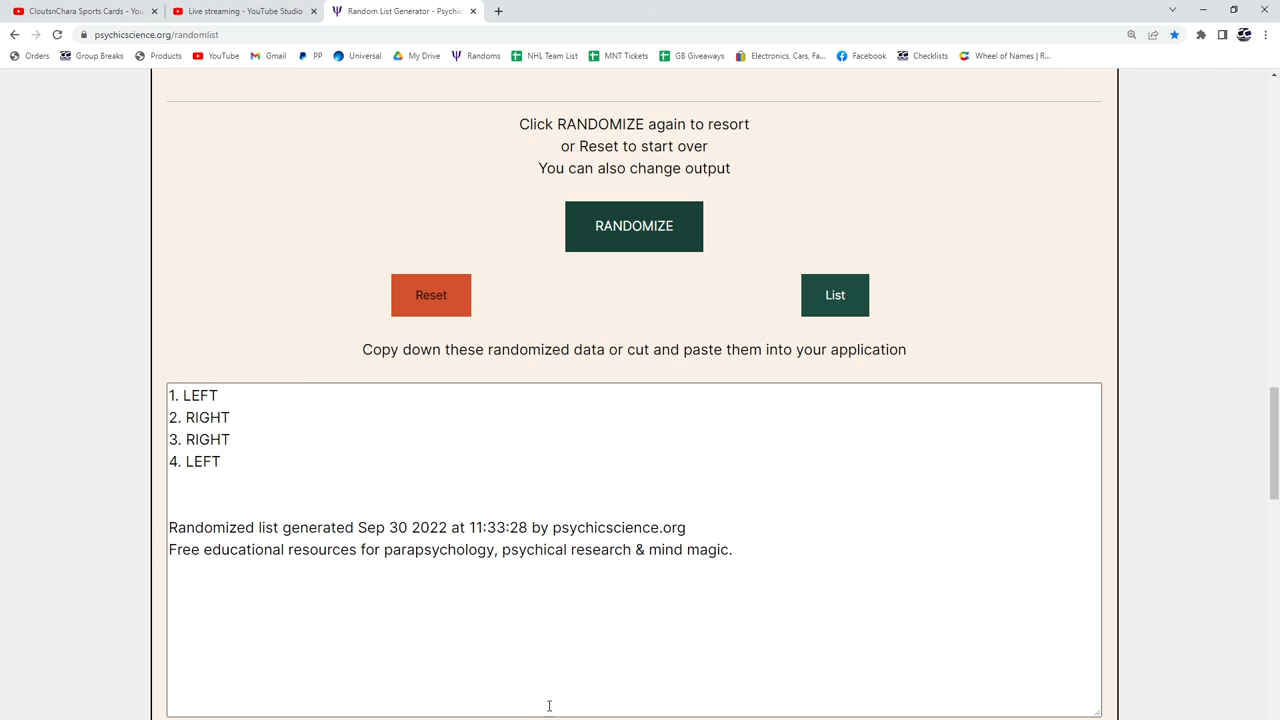 CloutsnChara Sports Cards - You
Live streaming - YouTube Studio
Random List Generator - Psychic
psychicscience.org/randomlist
Orders
Group Breaks
Products
YouTube
Gmail
PP
Universal
My Drive
Randoms
NHL Team List
MNT Tickets
GB Giveaways
Electronics, Cars, Fa...
Facebook
Checklists
Wheel of Names | R...
Click RANDOMIZE again to resort
or Reset to start over
You can also change output
RANDOMIZE
Reset
List
Copy down these randomized data or cut and paste them into your application
1. LEFT
2. RIGHT
3. RIGHT
4. LEFT
Randomized list generated Sep 30 2022 at 11:33:28 by psychicscience.org
Free educational resources for parapsychology, psychical research & mind magic.